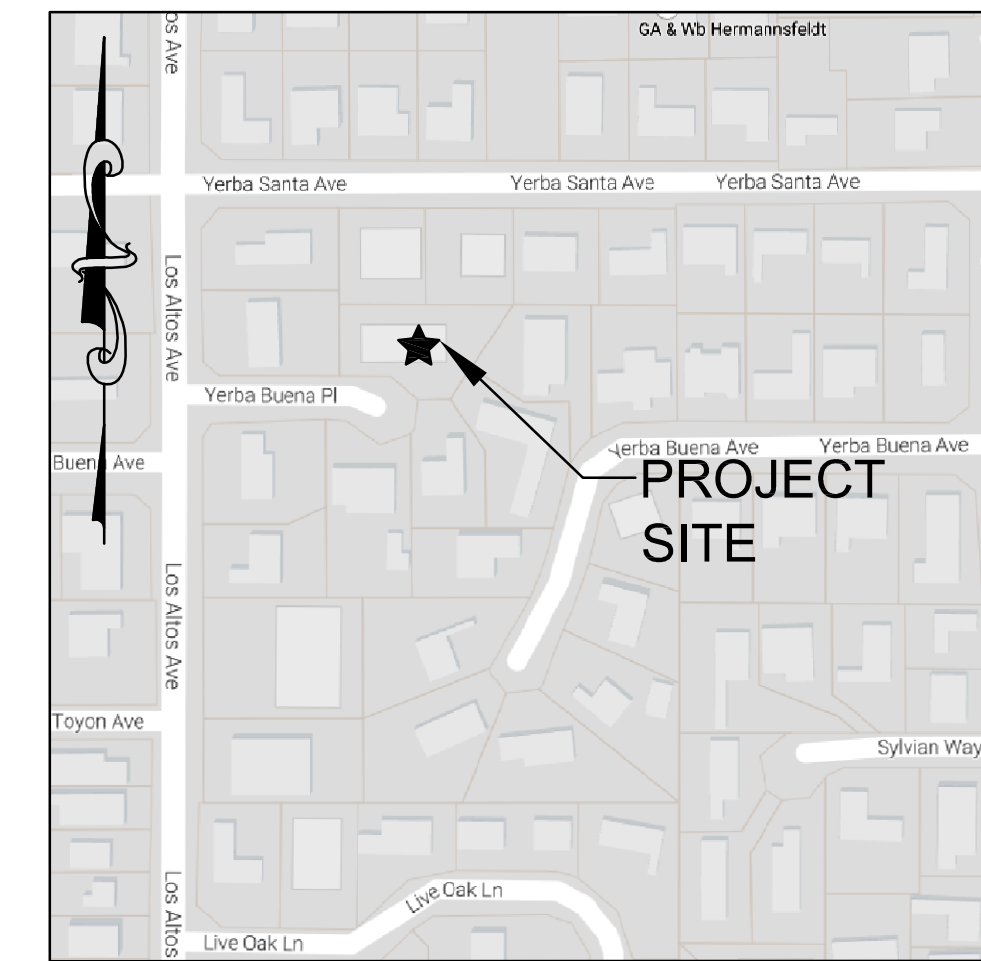 os Ave
GA & Wb Hermannsfeldt
Yerba Santa Ave
Yerba Santa Ave
Yerba Santa Ave
Los Altos Ave
Yerba Buena Pl
Buena Ave
Yerba Buena Ave
Yerba Buena Ave
PROJECT
SITE
Los Altos Ave
Toyon Ave
Sylvian Way
Los Altos
Live Oak Ln
Live Oak Ln